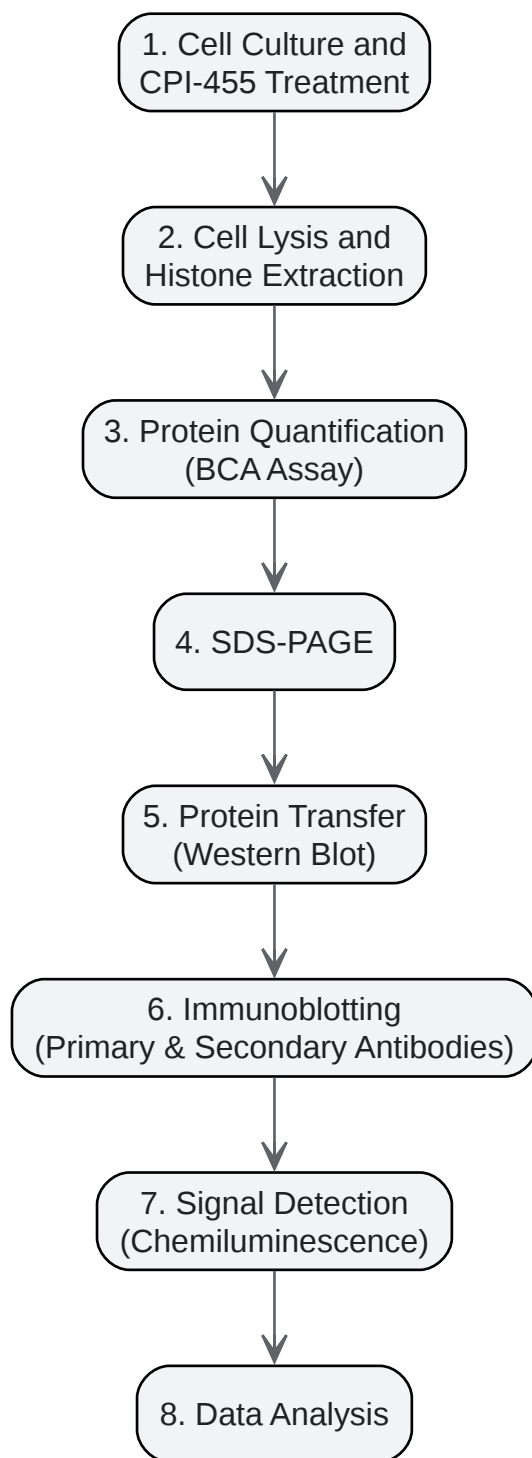 1. Cell Culture and
CPI-455 Treatment
2. Cell Lysis and
Histone Extraction
3. Protein Quantification
(BCA Assay)
4. SDS-PAGE
5. Protein Transfer
(Western Blot)
6. Immunoblotting
(Primary & Secondary Antibodies)
7. Signal Detection
(Chemiluminescence)
8. Data Analysis